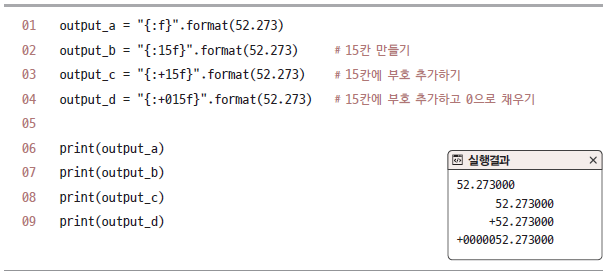 01 output_a = "{:f}".format(52.273)
02 output_b = "{:15f}".format(52.273) # 15칸 만들기
03 output_c = "{:+15f}".format(52.273) # 15칸에 부호 추가하기
04 output_d = "{:+015f}".format(52.273) # 15칸에 부호 추가하고 0으로 채우기
05
06 print(output_a)
07 print(output_b)
08 print(output_c)
09 print(output_d)
실행결과 ×
52.273000
      52.273000
     +52.273000
+0000052.273000